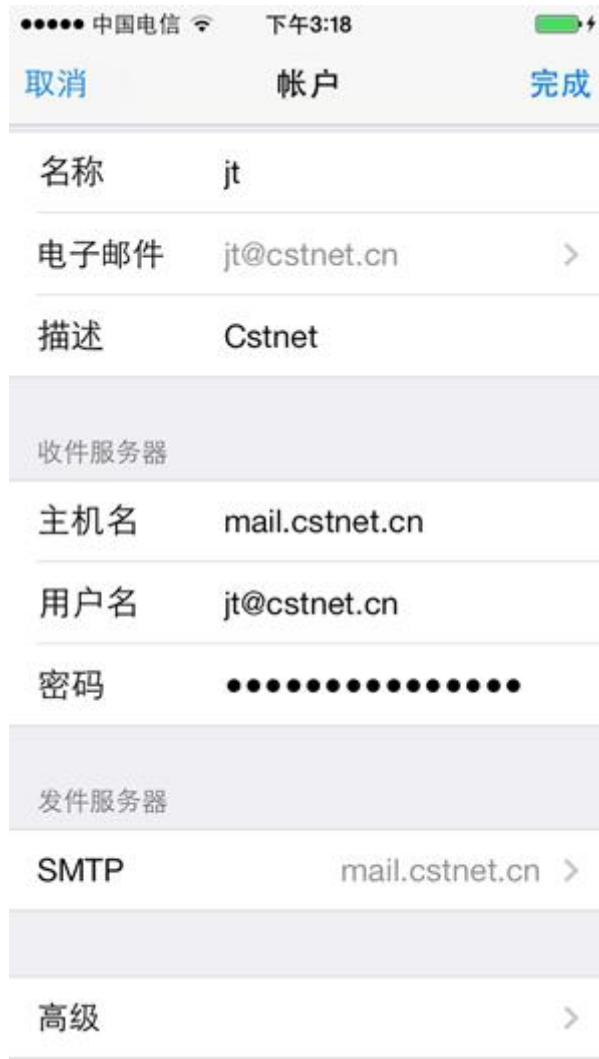 中国电信 下午3:18
取消 帐户 完成
名称 jt
电子邮件 jt@cstnet.cn
描述 Cstnet
收件服务器
主机名 mail.cstnet.cn
用户名 jt@cstnet.cn
密码 ●●●●●●●●●●●●●●●
发件服务器
SMTP mail.cstnet.cn
高级